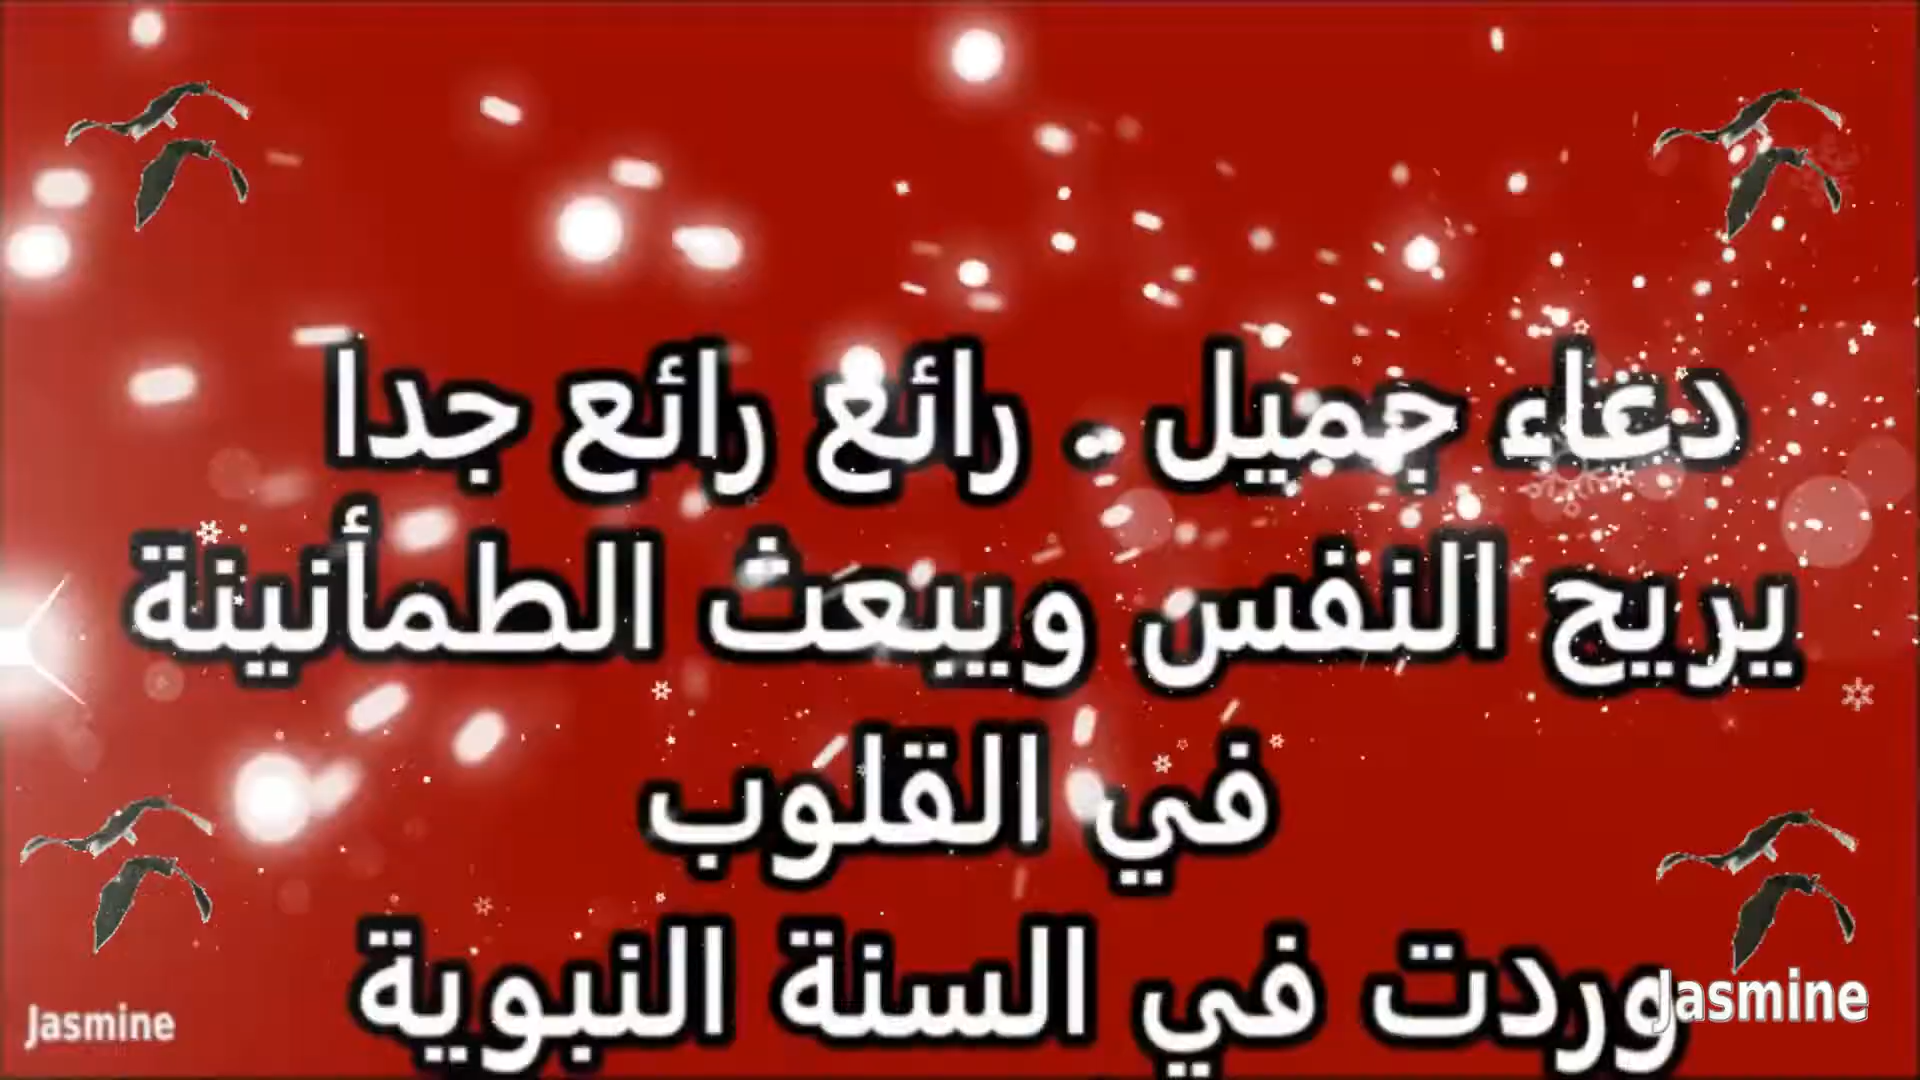 دعاء جميل . رائع رائع جدا
يريح النفس ويبعث الطمأنينة
في القلوب
وردت في السنة النبوية
Jasmine
Jasmine